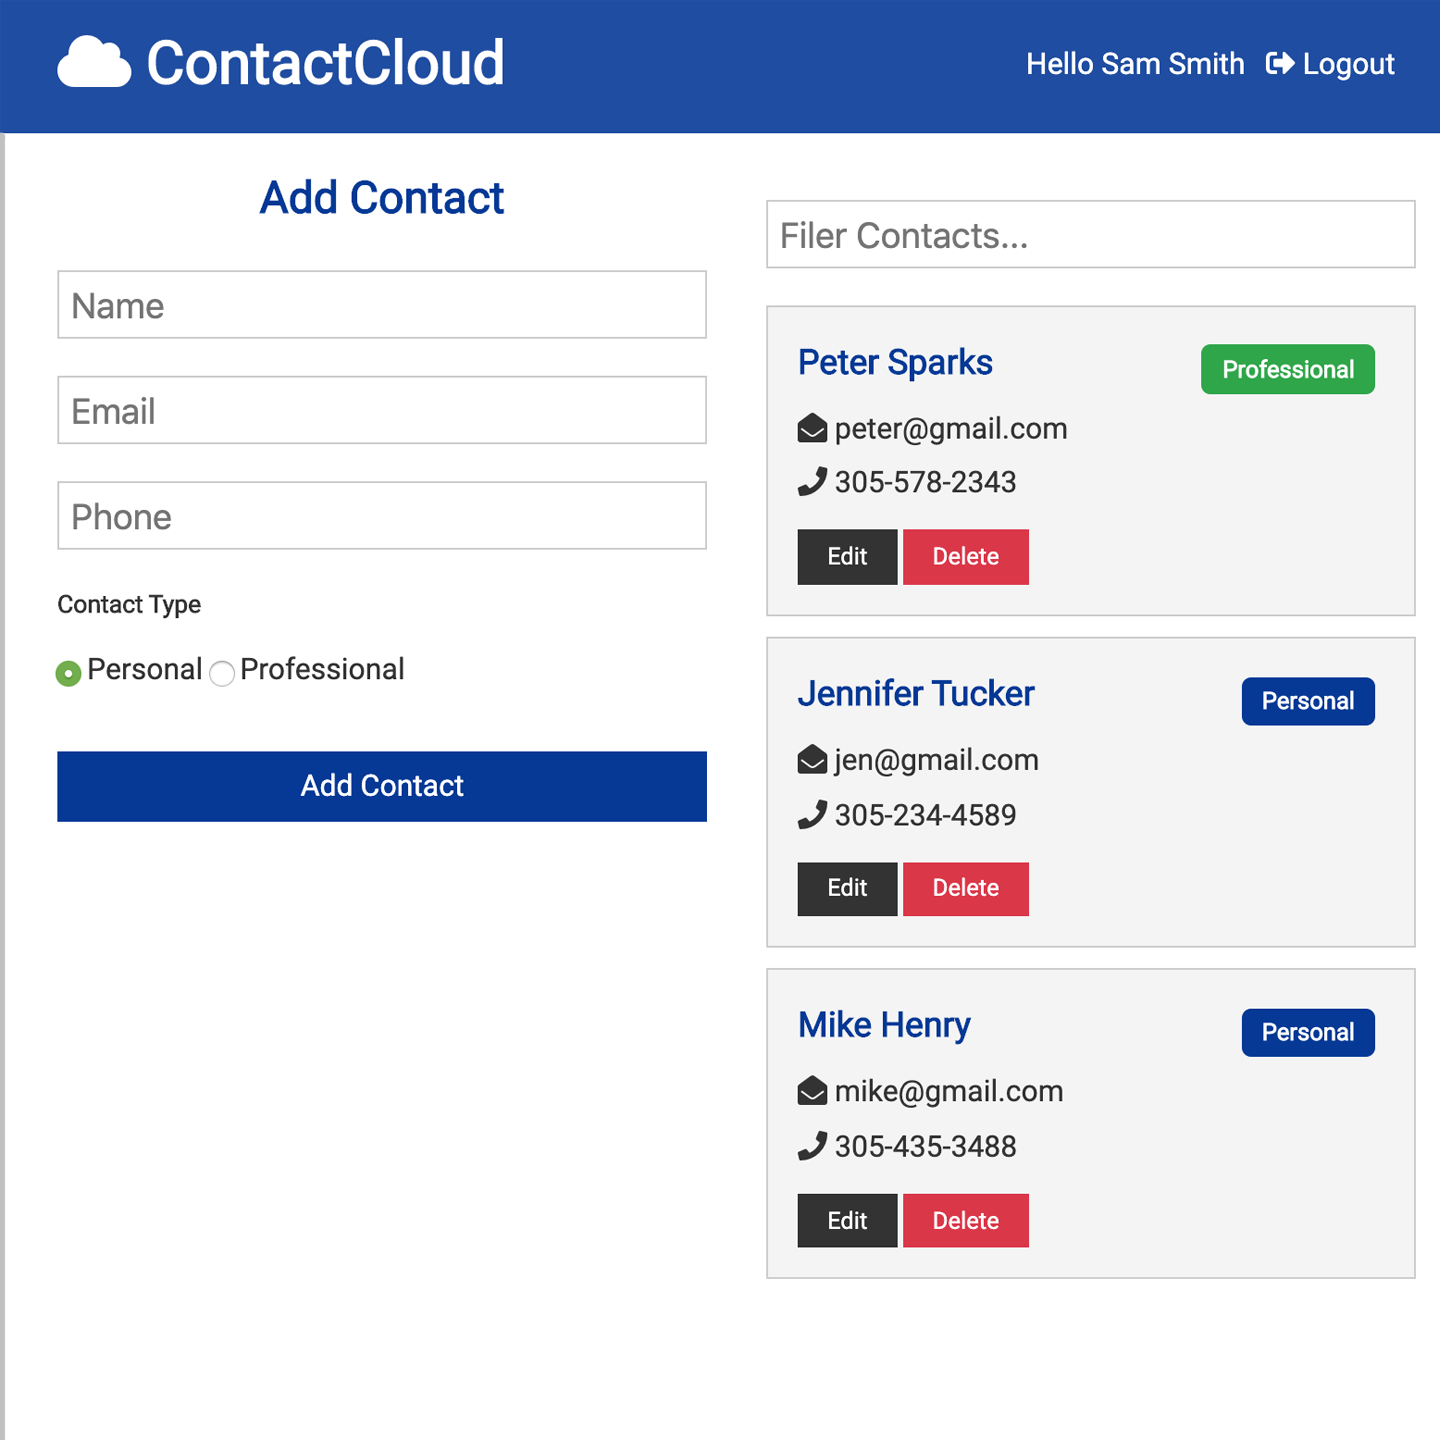 ContactCloud
Hello Sam Smith Logout
Add Contact
Name
Email
Phone
Contact Type
Personal Professional
Add Contact
Filer Contacts...
Peter Sparks Professional
peter@gmail.com
305-578-2343
Edit Delete
Jennifer Tucker Personal
jen@gmail.com
305-234-4589
Edit Delete
Mike Henry Personal
mike@gmail.com
305-435-3488
Edit Delete